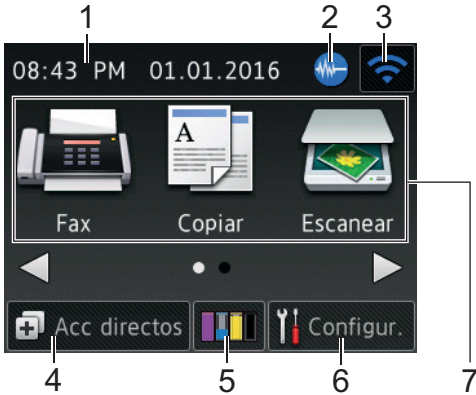 1 2 3
08:43 PM 01.01.2016
A
Fax Copiar Escanear
Acc directos Configur.
4 5 6 7